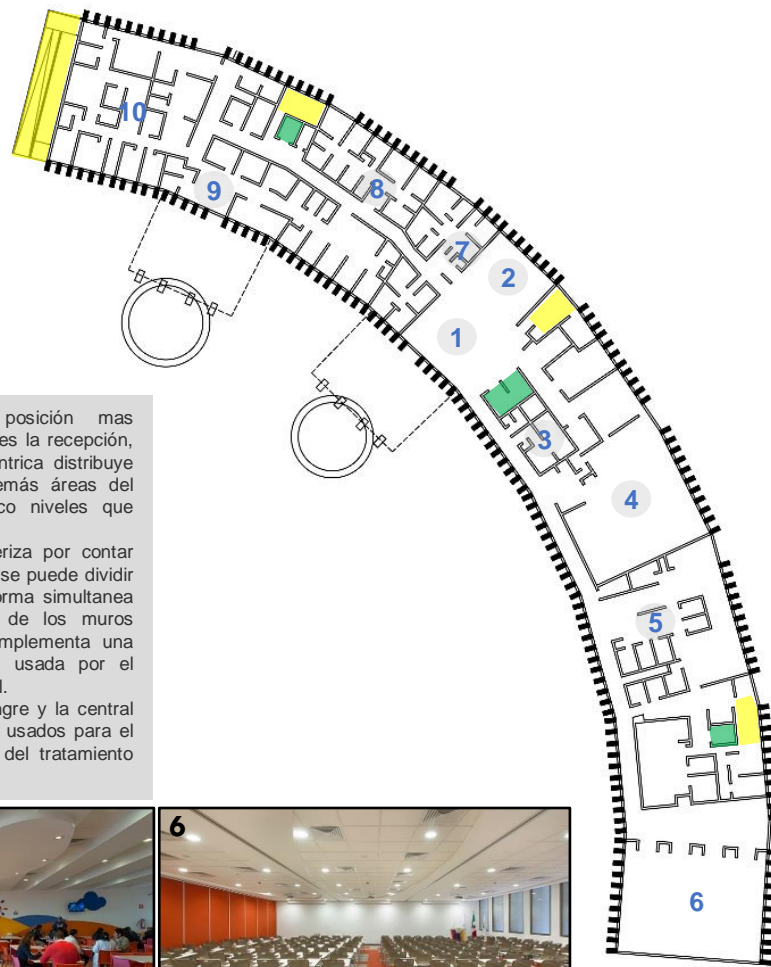 10
8
9
7
2
1
3
4
5
6
posición mas
es la recepción,
ntrica distribuye
emás áreas del
co niveles que
eriza por contar
se puede dividir
orma simultanea
de los muros
mplementa una
usada por el
l.
ngre y la central
usados para el
del tratamiento
6